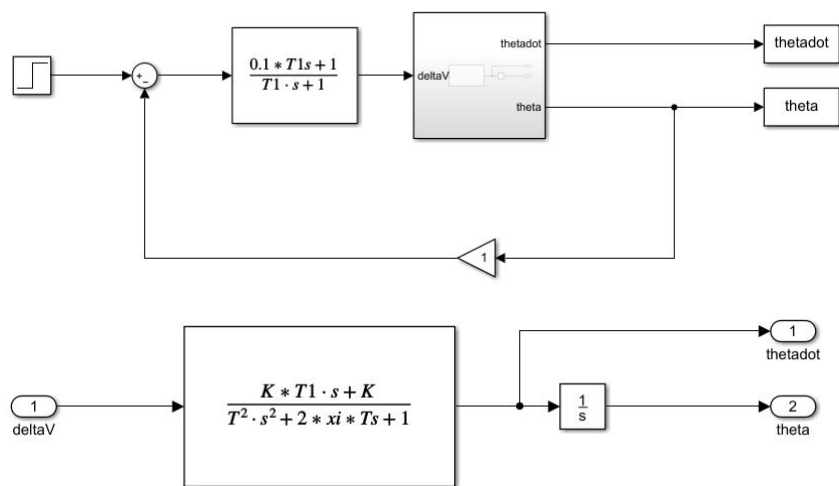 thetadot
thetadot
+
−
0.1 * T1s + 1
T1 · s + 1
deltaV
theta
theta
1
K * T1 · s + K
T² · s² + 2 * xi * Ts + 1
1
thetadot
1
deltaV
1
s
2
theta